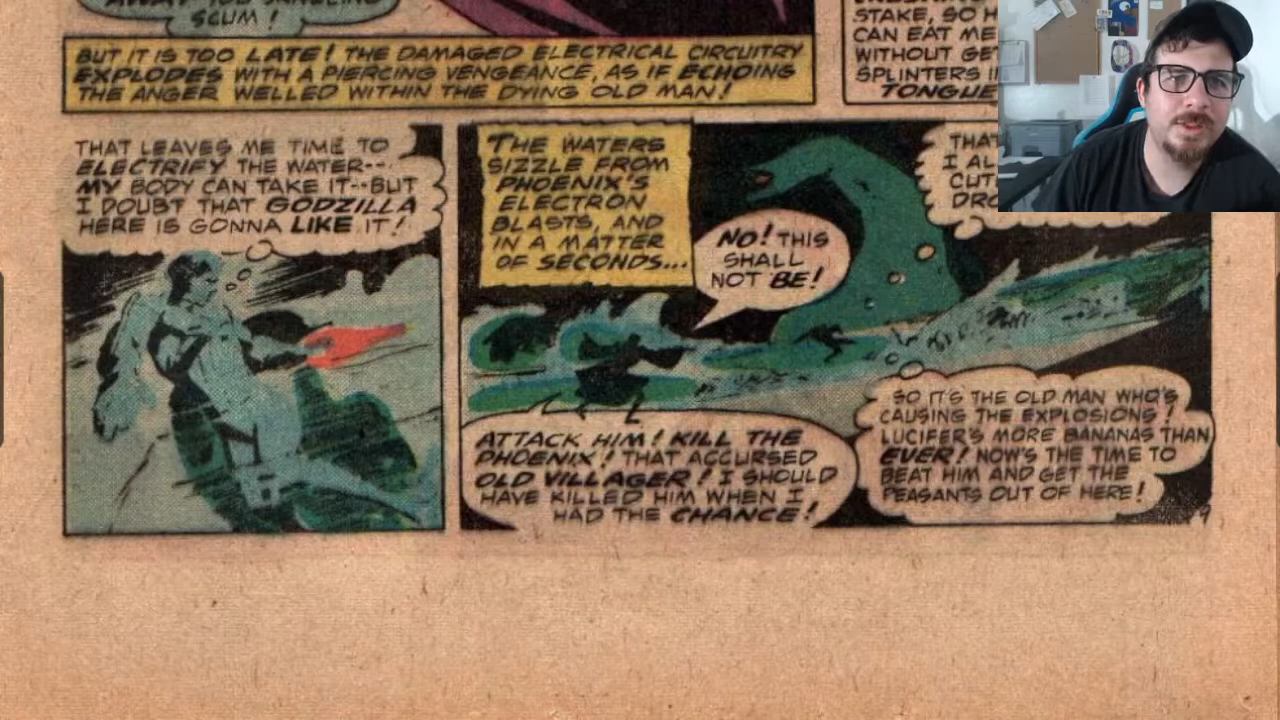 AWAY YOU SNIVELING
SCUM!
BUT IT IS TOO LATE! THE DAMAGED ELECTRICAL CIRCUITRY
EXPLODES WITH A PIERCING VENGEANCE, AS IF ECHOING
THE ANGER WELLED WITHIN THE DYING OLD MAN!
STAKE, SO H
CAN EAT ME
WITHOUT GET
SPLINTERS I
TONGUE
THAT LEAVES ME TIME TO
ELECTRIFY THE WATER--
MY BODY CAN TAKE IT--BUT
I DOUBT THAT GODZILLA
HERE IS GONNA LIKE IT!
THE WATERS
SIZZLE FROM
PHOENIX'S
ELECTRON
BLASTS, AND
IN A MATTER
OF SECONDS...
NO! THIS
SHALL
NOT BE!
THAT
I AL
CUT
DRO
ATTACK HIM! KILL THE
PHOENIX! THAT ACCURSED
OLD VILLAGER! I SHOULD
HAVE KILLED HIM WHEN I
HAD THE CHANCE!
SO IT'S THE OLD MAN WHO'S
CAUSING THE EXPLOSIONS!
LUCIFER'S MORE BANANAS THAN
EVER! NOW'S THE TIME TO
BEAT HIM AND GET THE
PEASANTS OUT OF HERE!